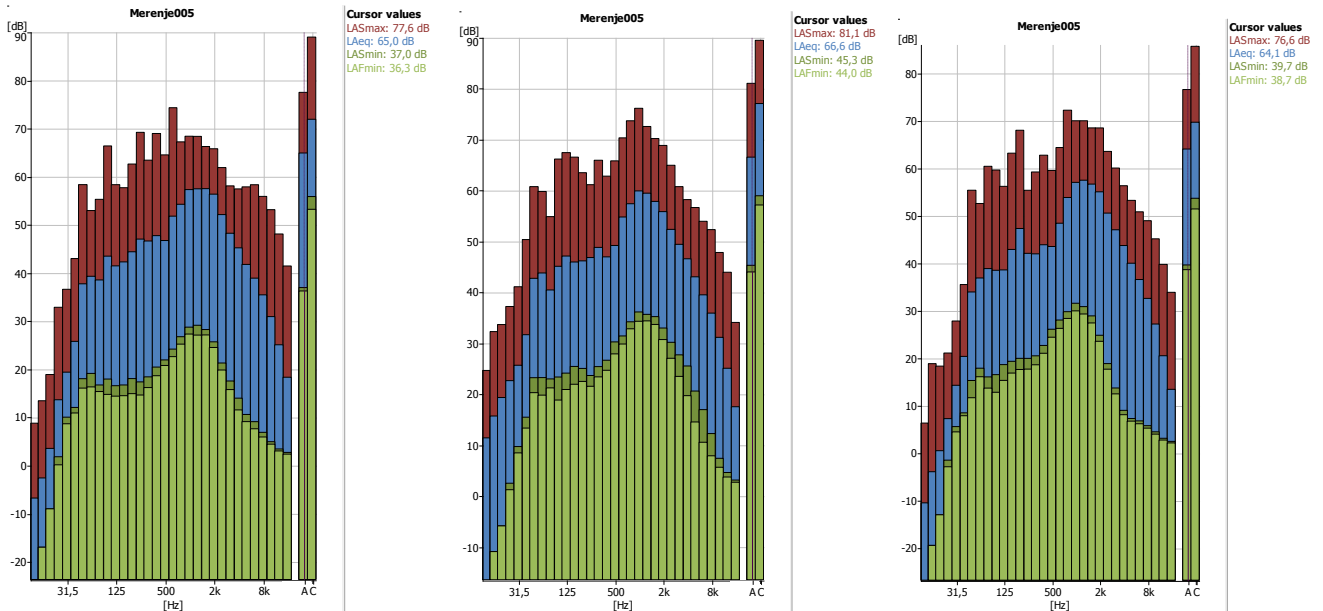 Merenje005
[dB]
90
80
70
60
50
40
30
20
10
0
-10
-20
31,5 125 500 2k 8k A C
[Hz]
Cursor values
LASmax: 77,6 dB
LAeq: 65,0 dB
LASmin: 37,0 dB
LAFmin: 36,3 dB
Merenje005
[dB]
90
80
70
60
50
40
30
20
10
0
-10
31,5 125 500 2k 8k A C
[Hz]
Cursor values
LASmax: 81,1 dB
LAeq: 66,6 dB
LASmin: 45,3 dB
LAFmin: 44,0 dB
Merenje005
[dB]
80
70
60
50
40
30
20
10
0
-10
-20
31,5 125 500 2k 8k A C
[Hz]
Cursor values
LASmax: 76,6 dB
LAeq: 64,1 dB
LASmin: 39,7 dB
LAFmin: 38,7 dB